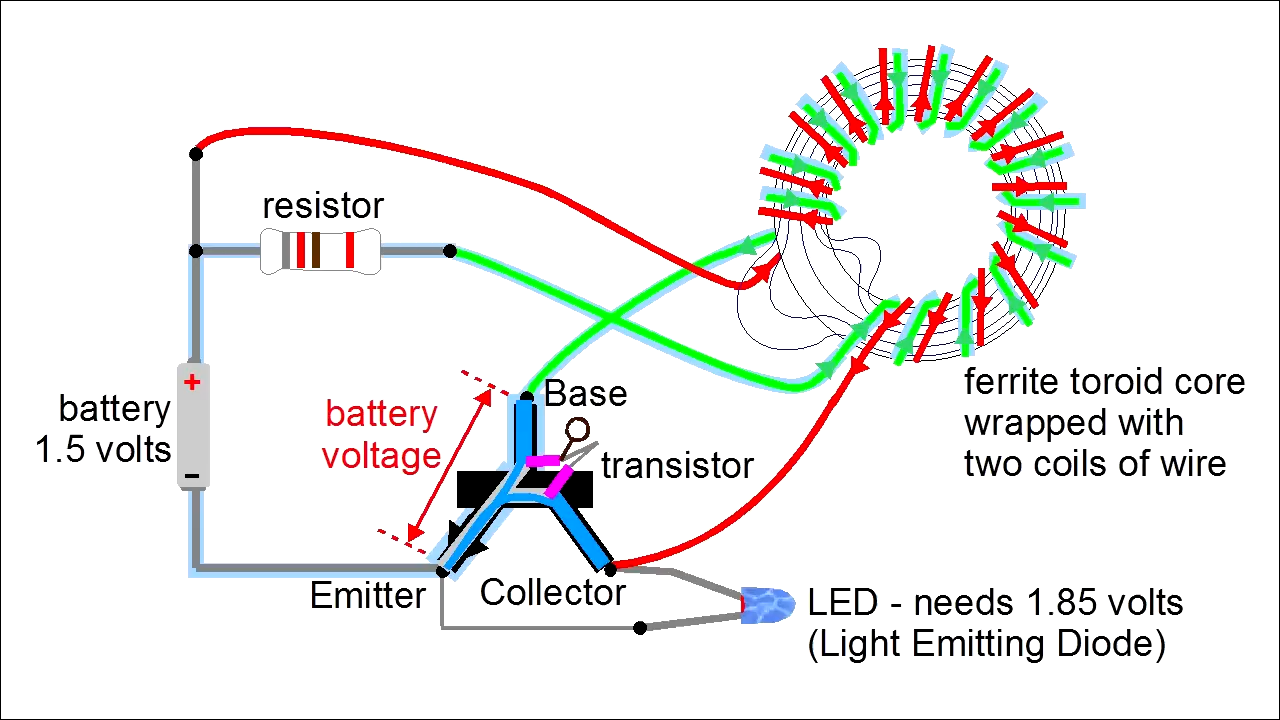 resistor
+
battery
1.5 volts
-
battery
voltage
Base
transistor
Emitter
Collector
ferrite toroid core
wrapped with
two coils of wire
LED - needs 1.85 volts
(Light Emitting Diode)